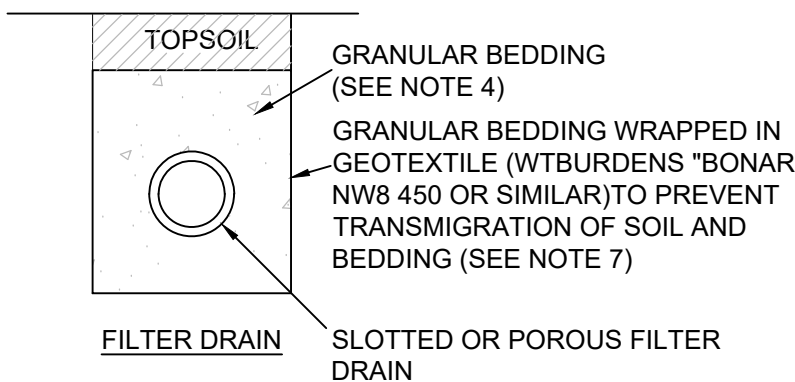 TOPSOIL
GRANULAR BEDDING
(SEE NOTE 4)
GRANULAR BEDDING WRAPPED IN
GEOTEXTILE (WTBURDENS "BONAR
NW8 450 OR SIMILAR)TO PREVENT
TRANSMIGRATION OF SOIL AND
BEDDING (SEE NOTE 7)
FILTER DRAIN
SLOTTED OR POROUS FILTER
DRAIN